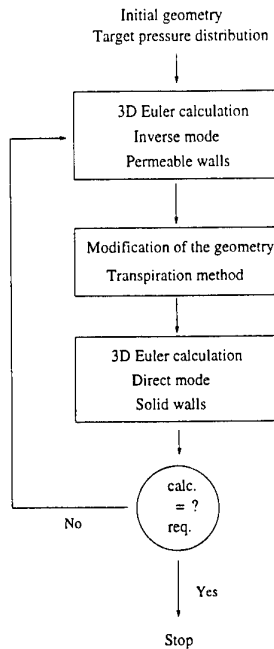 Initial geometry
Target pressure distribution
3D Euler calculation
Inverse mode
Permeable walls
Modification of the geometry
Transpiration method
3D Euler calculation
Direct mode
Solid walls
calc.
= ?
req.
No
Yes
Stop